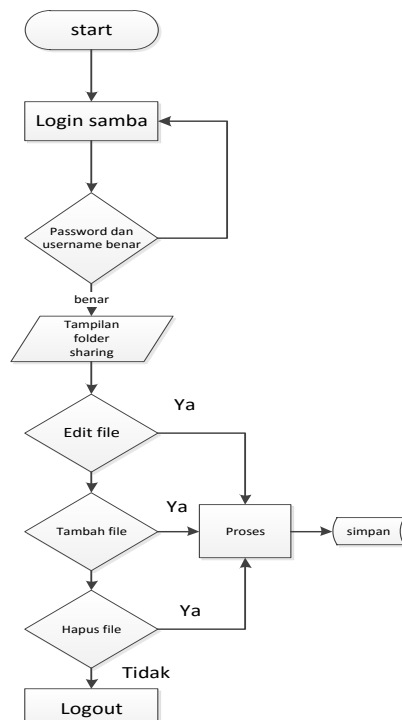 start
Login samba
Password dan
username benar
benar
Tampilan
folder
sharing
Ya
Edit file
Ya
Tambah file
Proses
simpan
Ya
Hapus file
Tidak
Logout